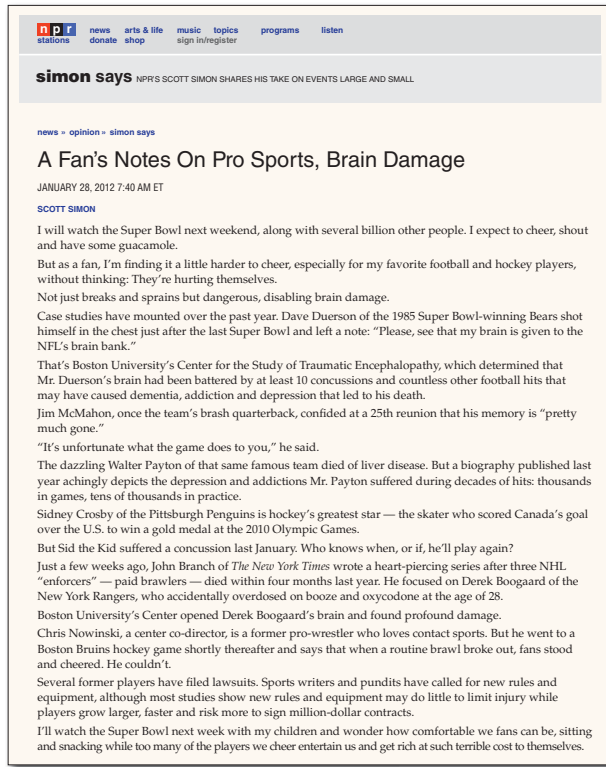 npr news arts & life music topics programs listen
stations donate shop sign in/register
simon says NPR'S SCOTT SIMON SHARES HIS TAKE ON EVENTS LARGE AND SMALL
news » opinion » simon says
A Fan's Notes On Pro Sports, Brain Damage
JANUARY 28, 2012 7:40 AM ET
SCOTT SIMON
I will watch the Super Bowl next weekend, along with several billion other people. I expect to cheer, shout
and have some guacamole.
But as a fan, I'm finding it a little harder to cheer, especially for my favorite football and hockey players,
without thinking: They're hurting themselves.
Not just breaks and sprains but dangerous, disabling brain damage.
Case studies have mounted over the past year. Dave Duerson of the 1985 Super Bowl-winning Bears shot
himself in the chest just after the last Super Bowl and left a note: "Please, see that my brain is given to the
NFL's brain bank."
That's Boston University's Center for the Study of Traumatic Encephalopathy, which determined that
Mr. Duerson's brain had been battered by at least 10 concussions and countless other football hits that
may have caused dementia, addiction and depression that led to his death.
Jim McMahon, once the team's brash quarterback, confided at a 25th reunion that his memory is "pretty
much gone."
"It's unfortunate what the game does to you," he said.
The dazzling Walter Payton of that same famous team died of liver disease. But a biography published last
year achingly depicts the depression and addictions Mr. Payton suffered during decades of hits: thousands
in games, tens of thousands in practice.
Sidney Crosby of the Pittsburgh Penguins is hockey's greatest star — the skater who scored Canada's goal
over the U.S. to win a gold medal at the 2010 Olympic Games.
But Sid the Kid suffered a concussion last January. Who knows when, or if, he'll play again?
Just a few weeks ago, John Branch of The New York Times wrote a heart-piercing series after three NHL
"enforcers" — paid brawlers — died within four months last year. He focused on Derek Boogaard of the
New York Rangers, who accidentally overdosed on booze and oxycodone at the age of 28.
Boston University's Center opened Derek Boogaard's brain and found profound damage.
Chris Nowinski, a center co-director, is a former pro-wrestler who loves contact sports. But he went to a
Boston Bruins hockey game shortly thereafter and says that when a routine brawl broke out, fans stood
and cheered. He couldn't.
Several former players have filed lawsuits. Sports writers and pundits have called for new rules and
equipment, although most studies show new rules and equipment may do little to limit injury while
players grow larger, faster and risk more to sign million-dollar contracts.
I'll watch the Super Bowl next week with my children and wonder how comfortable we fans can be, sitting
and snacking while too many of the players we cheer entertain us and get rich at such terrible cost to themselves.